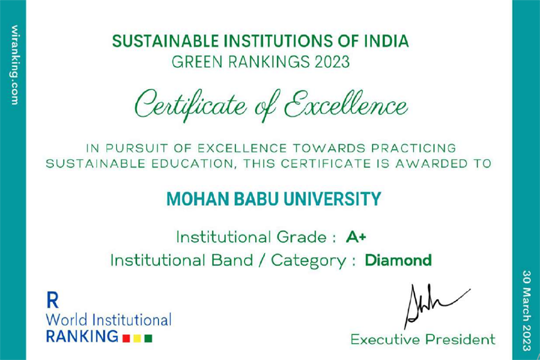 wiranking.com
SUSTAINABLE INSTITUTIONS OF INDIA
GREEN RANKINGS 2023
Certificate of Excellence
IN PURSUIT OF EXCELLENCE TOWARDS PRACTICING
SUSTAINABLE EDUCATION, THIS CERTIFICATE IS AWARDED TO
MOHAN BABU UNIVERSITY
Institutional Grade : A+
Institutional Band / Category : Diamond
R
World Institutional
RANKING
Executive President
30 March 2023